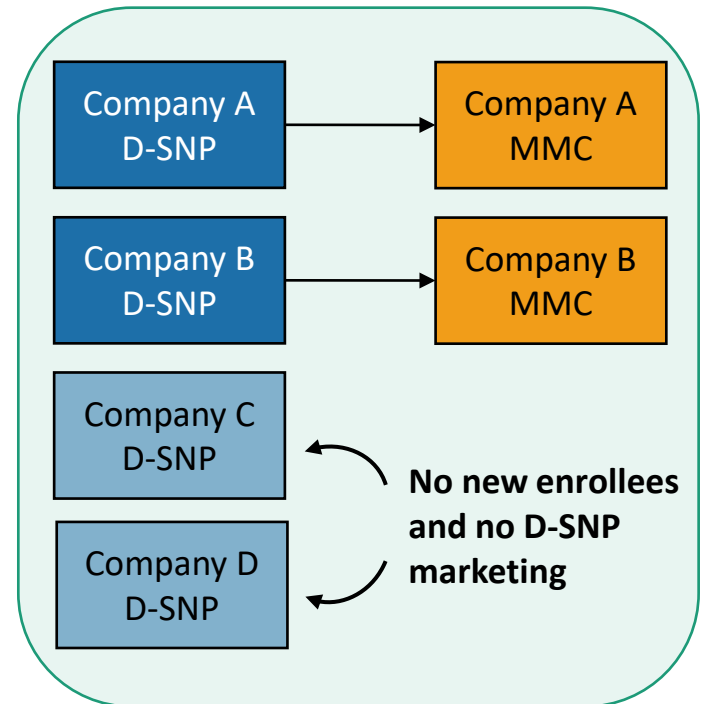 Company A
D-SNP
Company A
MMC
Company B
D-SNP
Company B
MMC
Company C
D-SNP
Company D
D-SNP
No new enrollees
and no D-SNP
marketing